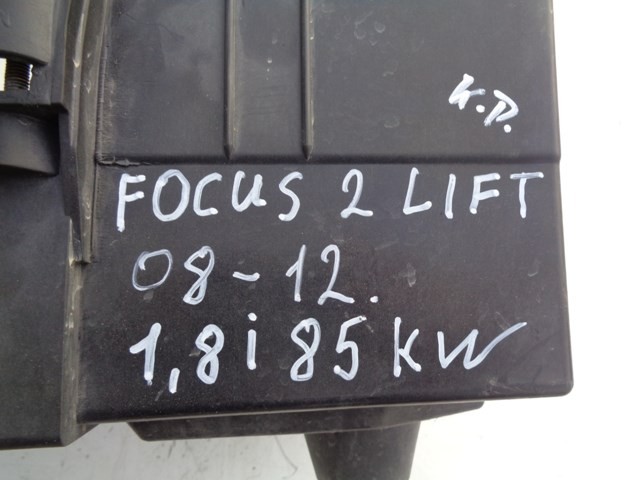 K.P.
FOCUS 2 LIFT
08-12.
1,8i 85 KW